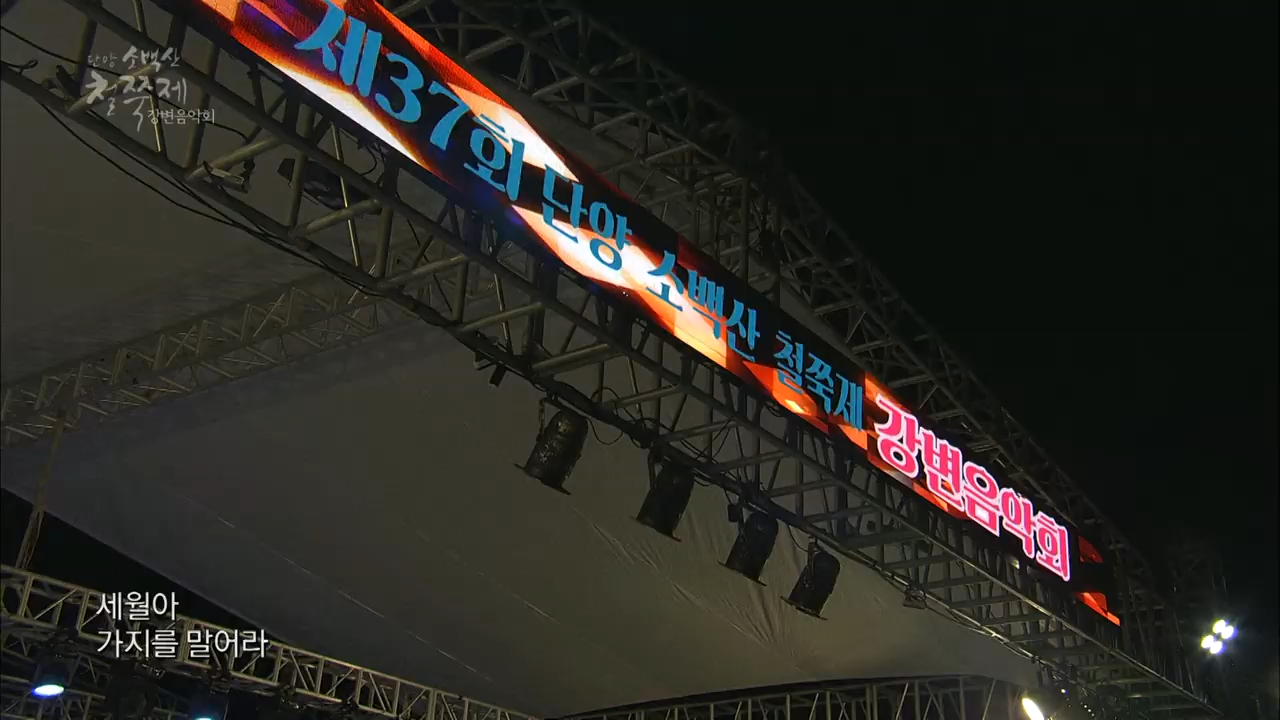 단양 소백산
철쭉제
강변음악회
제37회 단양 소백산 철쭉제 강변음악회
세월아
가지를 말어라